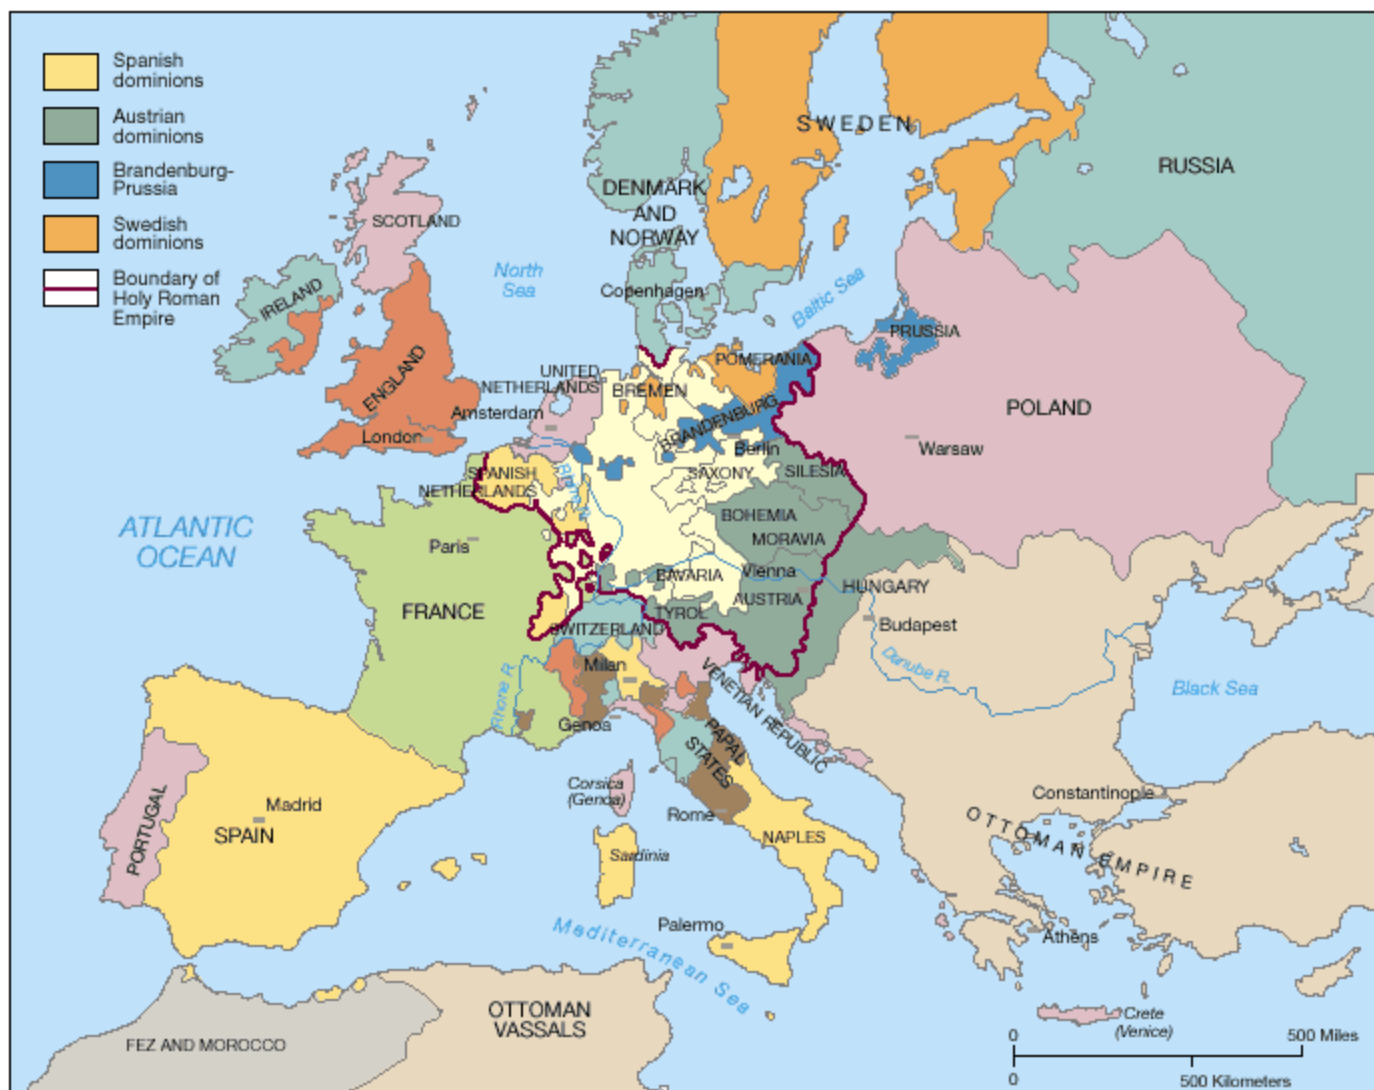 Spanish
dominions
Austrian
dominions
Brandenburg-
Prussia
Swedish
dominions
Boundary of
Holy Roman
Empire
SWEDEN
RUSSIA
DENMARK
AND
NORWAY
SCOTLAND
North
Sea
IRELAND
Copenhagen
Baltic Sea
PRUSSIA
POMERANIA
ENGLAND
UNITED
NETHERLANDS
BREMEN
BRANDENBURG
POLAND
Amsterdam
London
Berlin
Warsaw
SPANISH
NETHERLANDS
Rhine R.
SAXONY
SILESIA
ATLANTIC
OCEAN
BOHEMIA
MORAVIA
Paris
BAVARIA
Vienna
HUNGARY
AUSTRIA
FRANCE
TYROL
SWITZERLAND
Budapest
Danube R.
Milan
Rhone R.
VENETIAN REPUBLIC
Black Sea
Genoa
PAPAL
STATES
Corsica
(Genoa)
Constantinople
Madrid
SPAIN
PORTUGAL
Rome
NAPLES
OTTOMAN EMPIRE
Sardinia
Palermo
Mediterranean Sea
Athens
OTTOMAN
VASSALS
FEZ AND MOROCCO
Crete
(Venice)
0
500 Miles
0
500 Kilometers